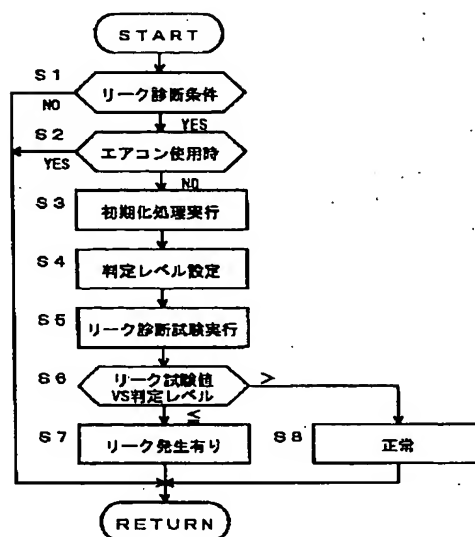 START
S1
リーク診断条件
NO
YES
S2
エアコン使用時
YES
NO
S3
初期化処理実行
S4
判定レベル設定
S5
リーク診断試験実行
S6
リーク試験値
VS判定レベル
>
≦
S7
リーク発生有り
S8
正常
RETURN